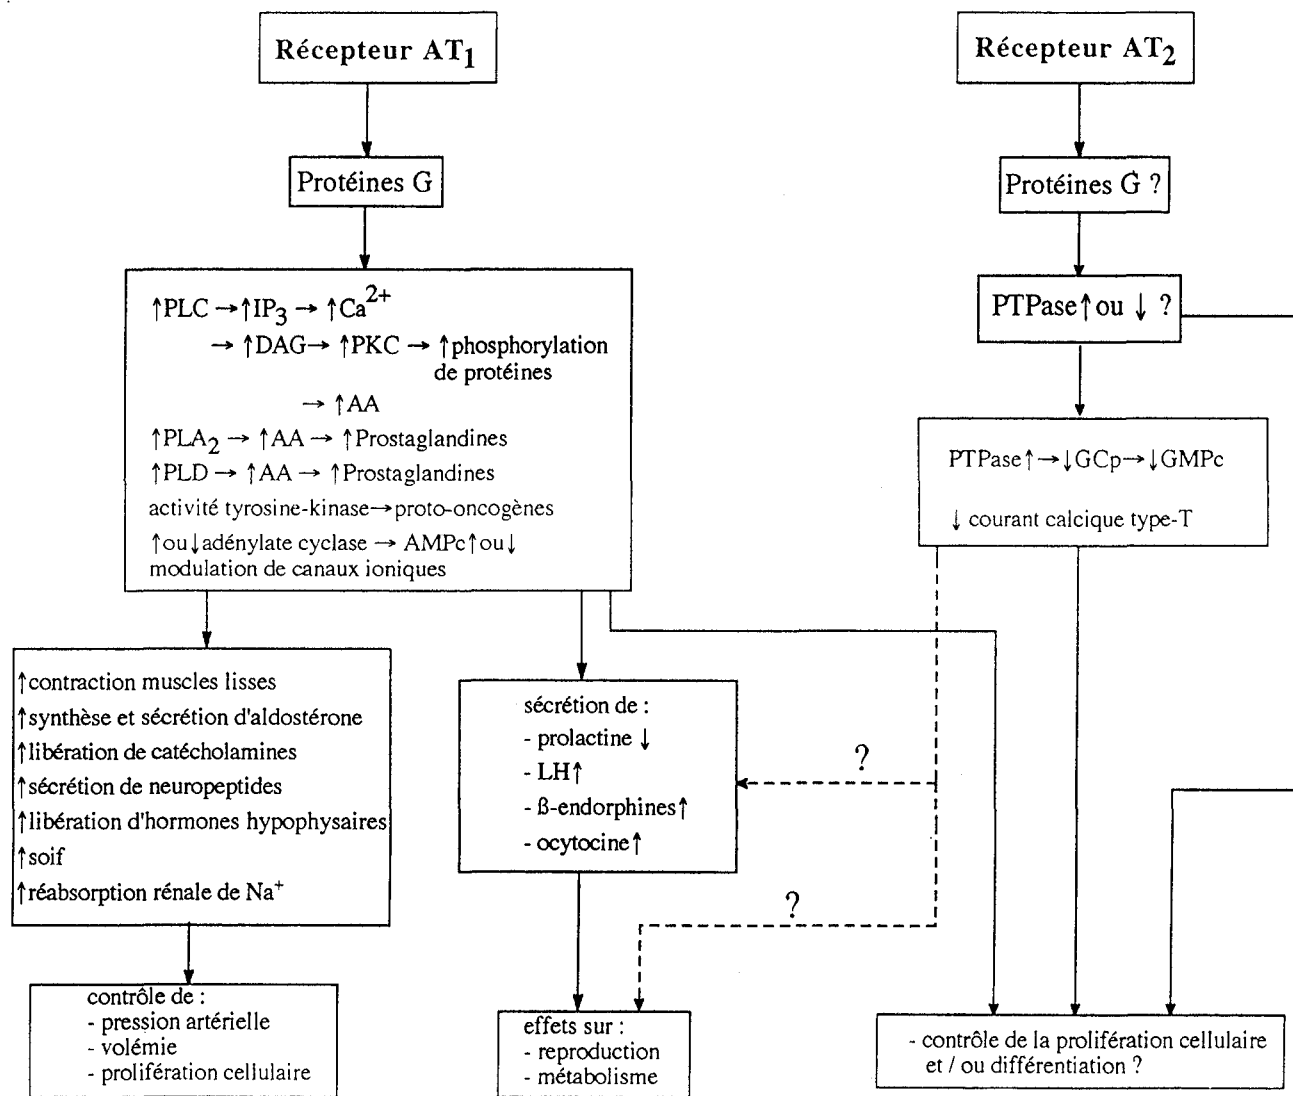 Récepteur AT1
Protéines G
↑PLC → ↑IP3 → ↑Ca2+
→ ↑DAG → ↑PKC → ↑phosphorylation
de protéines
→ ↑AA
↑PLA2 → ↑AA → ↑Prostaglandines
↑PLD → ↑AA → ↑Prostaglandines
activité tyrosine-kinase→proto-oncogènes
↑ou↓adénylate cyclase → AMPc↑ou↓
modulation de canaux ioniques
↑contraction muscles lisses
↑synthèse et sécrétion d'aldostérone
↑libération de catécholamines
↑sécrétion de neuropeptides
↑libération d'hormones hypophysaires
↑soif
↑réabsorption rénale de Na+
contrôle de :
- pression artérielle
- volémie
- prolifération cellulaire
sécrétion de :
- prolactine ↓
- LH↑
- ß-endorphines↑
- ocytocine↑
effets sur :
- reproduction
- métabolisme
Récepteur AT2
Protéines G ?
PTPase↑ou ↓ ?
PTPase↑→↓GCp→↓GMPc
↓ courant calcique type-T
?
?
- contrôle de la prolifération cellulaire
et / ou différentiation ?